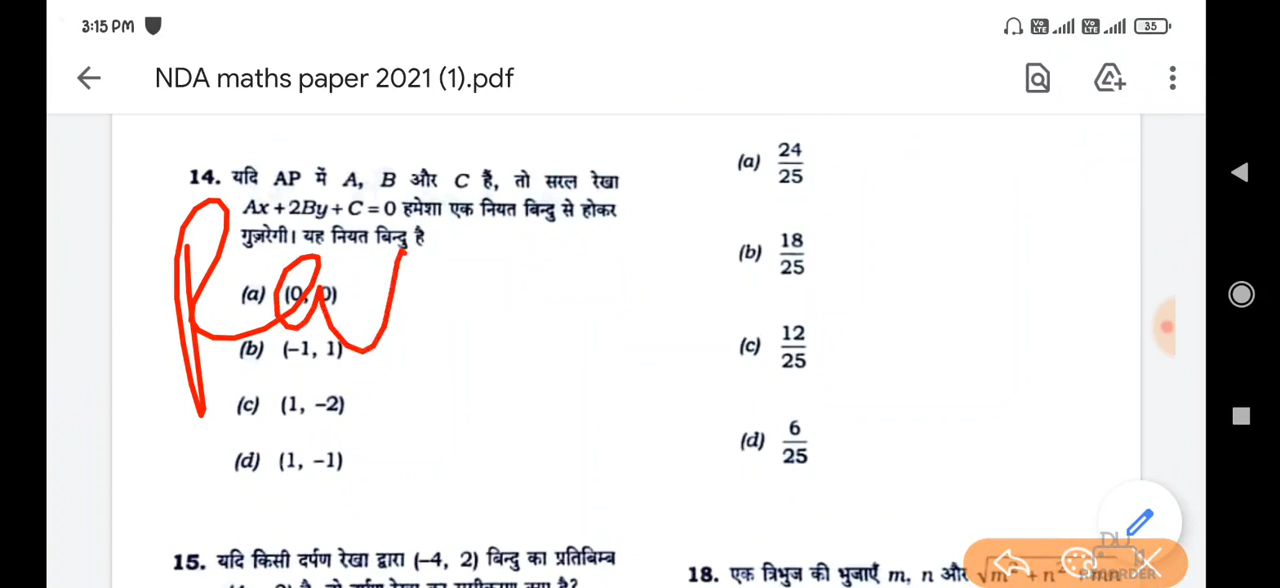 3:15 PM
35
NDA maths paper 2021 (1).pdf
14. यदि AP में A, B और C हैं, तो सरल रेखा
Ax + 2By + C = 0 हमेशा एक नियत बिन्दु से होकर
गुज़रेगी। यह नियत बिन्दु है
(a) (0, 0)
(b) (–1, 1)
(c) (1, –2)
(d) (1, –1)
15. यदि किसी दर्पण रेखा द्वारा (–4, 2) बिन्दु का प्रतिबिम्ब
(a) 24/25
(b) 18/25
(c) 12/25
(d) 6/25
18. एक त्रिभुज की भुजाएँ m, n और